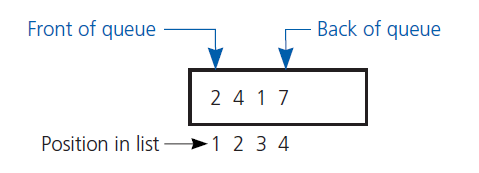 Front of queue Back of queue
2 4 1 7
Position in list 1 2 3 4